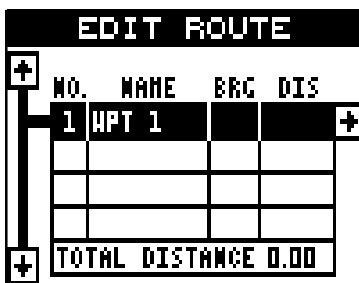 EDIT ROUTE
NO. NAME BRG DIS
1 WPT 1
TOTAL DISTANCE 0.00